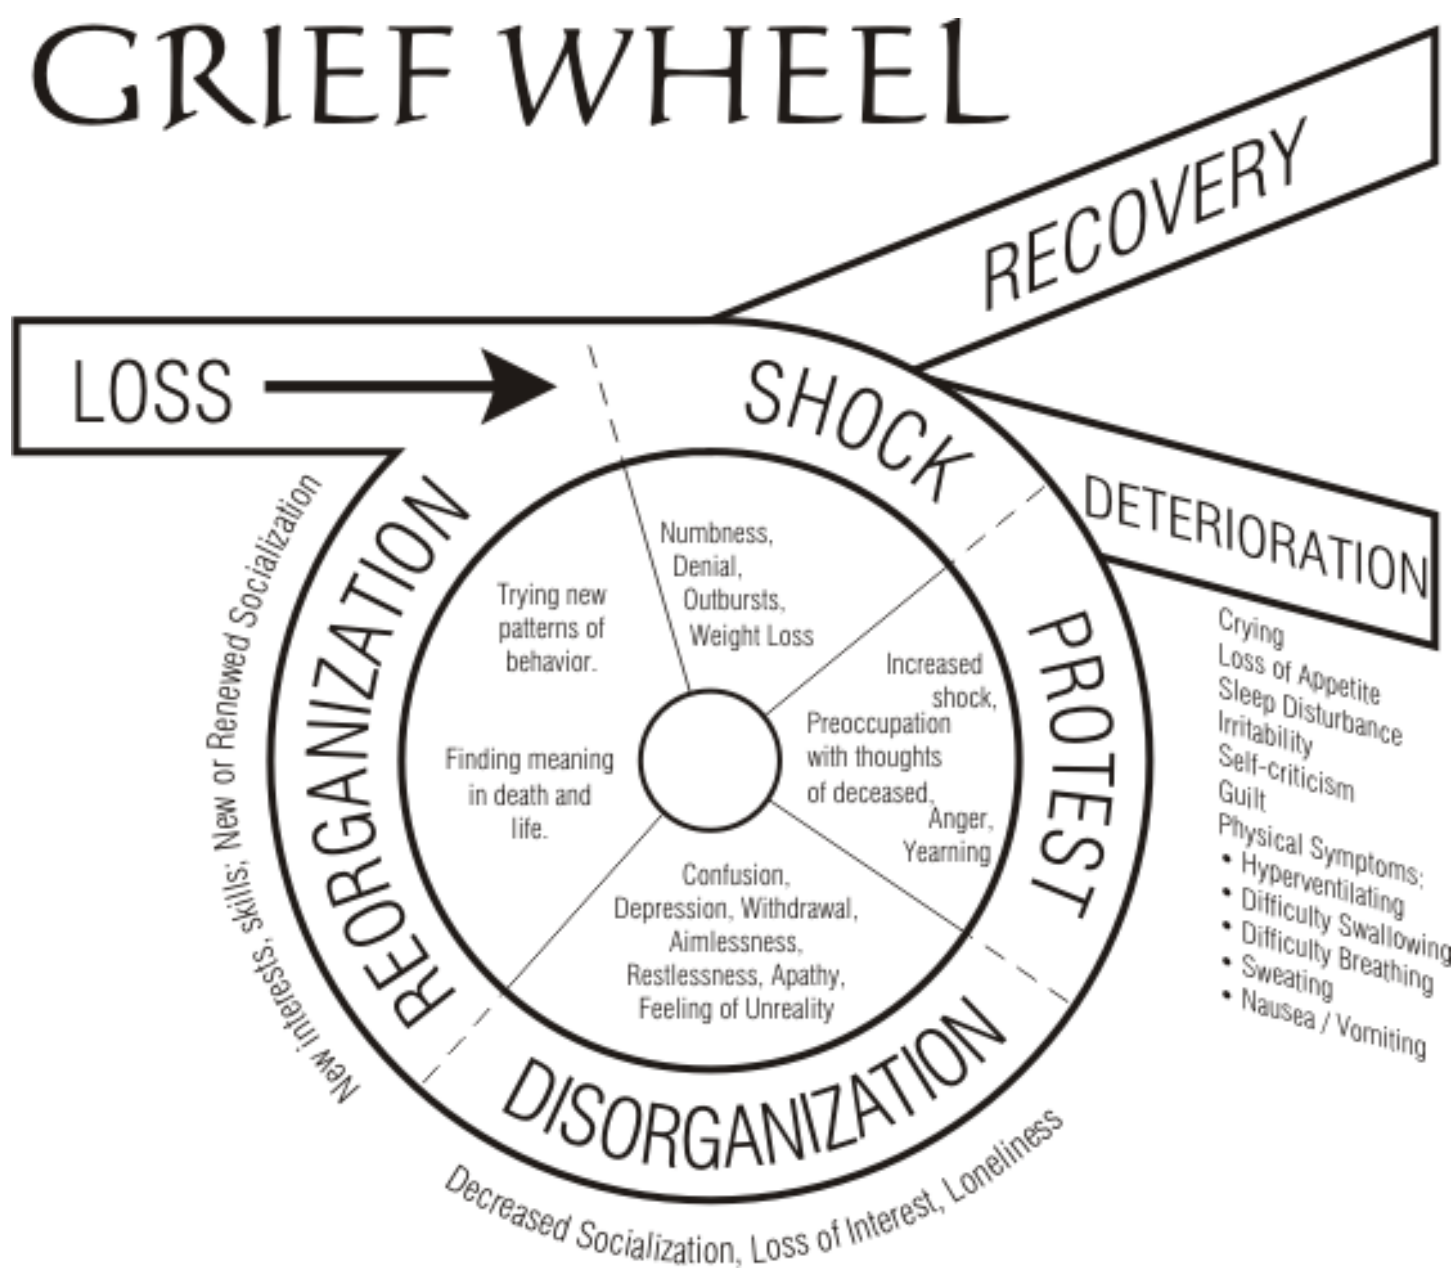 GRIEF WHEEL
RECOVERY
LOSS
SHOCK
DETERIORATION
PROTEST
DISORGANIZATION
REORGANIZATION
Numbness,
Denial,
Outbursts,
Weight Loss
Increased
shock,
Preoccupation
with thoughts
of deceased,
Anger,
Yearning
Confusion,
Depression, Withdrawal,
Aimlessness,
Restlessness, Apathy,
Feeling of Unreality
Trying new
patterns of
behavior.
Finding meaning
in death and
life.
Crying
Loss of Appetite
Sleep Disturbance
Irritability
Self-criticism
Guilt
Physical Symptoms:
• Hyperventilating
• Difficulty Swallowing
• Difficulty Breathing
• Sweating
• Nausea / Vomiting
Decreased Socialization, Loss of Interest, Loneliness
New interests, skills; New or Renewed Socialization